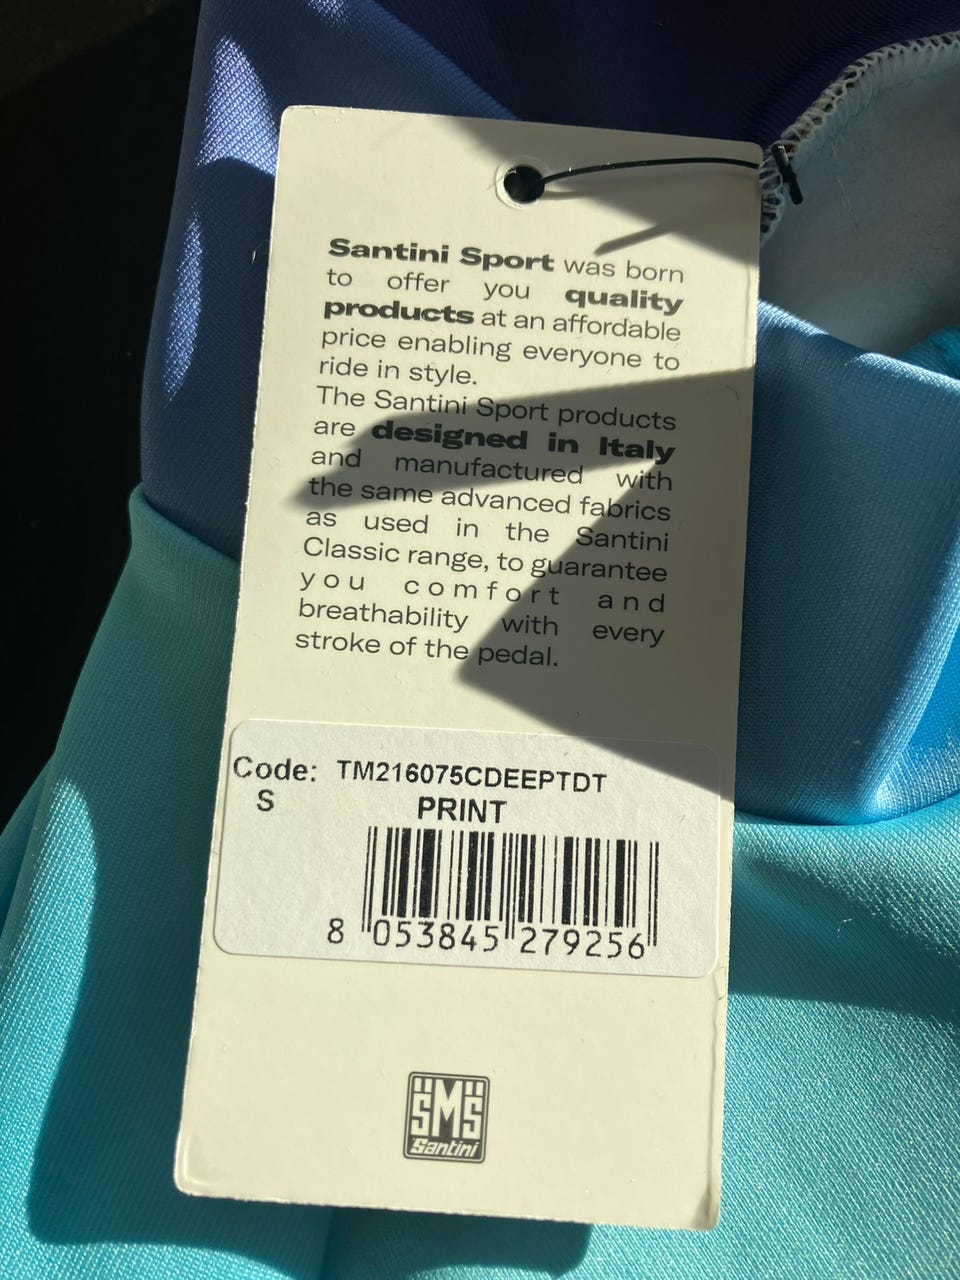 Santini Sport was born
to offer you quality
products at an affordable
price enabling everyone to
ride in style.
The Santini Sport products
are designed in Italy
and manufactured with
the same advanced fabrics
as used in the Santini
Classic range, to guarantee
you comfort and
breathability with every
stroke of the pedal.
Code: TM216075CDEEPTDT
S PRINT
8 053845 279256
SMS
Santini